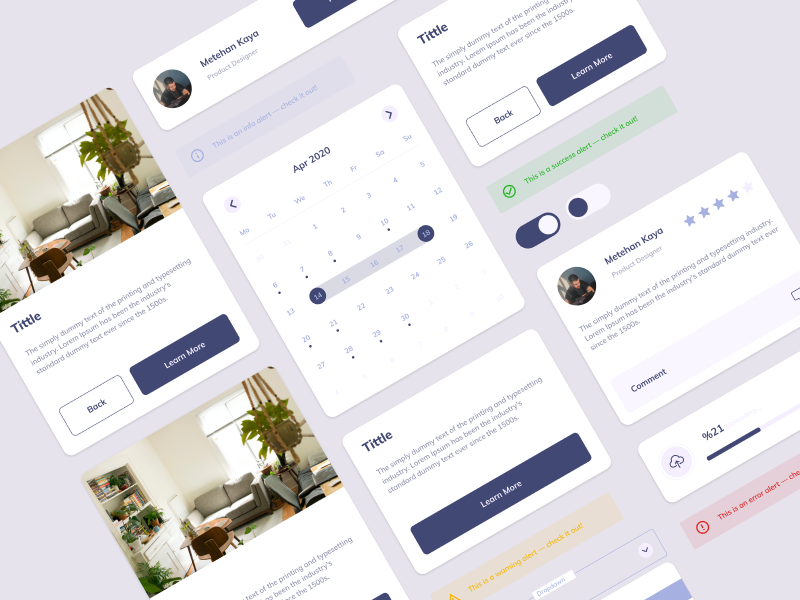 Metehan Kaya
Product Designer
This is an info alert — check it out!
Apr 2020
Mo Tu We Th Fr Sa Su
1 2 3 4 5
6 7 8 9 10 11 12
13 14 15 16 17 18 19
20 21 22 23 24 25 26
27 28 29 30
Tittle
The simply dummy text of the printing and typesetting
industry. Lorem Ipsum has been the industry's
standard dummy text ever since the 1500s.
Back
Learn More
Tittle
The simply dummy text of the printing and typesetting
industry. Lorem Ipsum has been the industry's
standard dummy text ever since the 1500s.
Back
Learn More
This is a success alert — check it out!
Metehan Kaya
Product Designer
The simply dummy text of the printing and typesetting industry.
Lorem Ipsum has been the industry's standard dummy text ever
since the 1500s.
Comment
%21
This is an error alert — che
Tittle
The simply dummy text of the printing and typesetting
industry. Lorem Ipsum has been the industry's
standard dummy text ever since the 1500s.
Learn More
This is a warning alert — check it out!
Dropdown
text of the printing and typesetting
Ipsum has been the industry's
text ever since the 1500s.